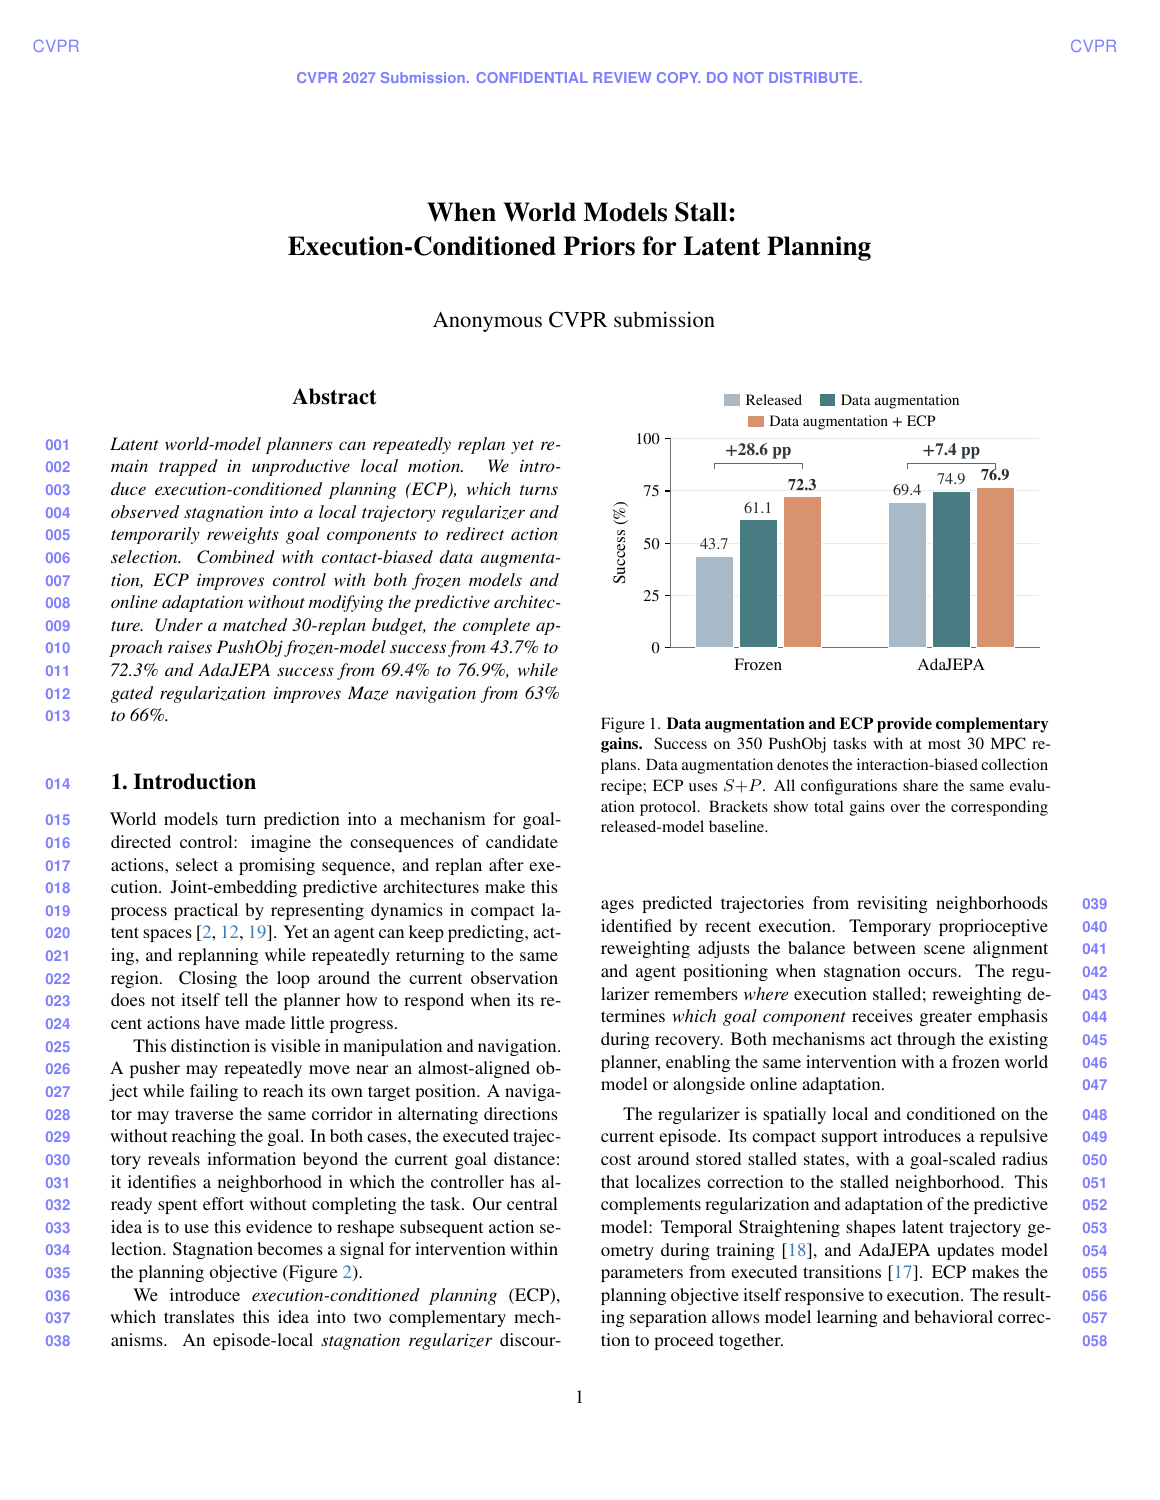 CVPR
CVPR
CVPR 2027 Submission. CONFIDENTIAL REVIEW COPY. DO NOT DISTRIBUTE.
When World Models Stall:
Execution-Conditioned Priors for Latent Planning
Anonymous CVPR submission
Abstract
001 Latent world-model planners can repeatedly replan yet re-
002 main trapped in unproductive local motion. We intro-
003 duce execution-conditioned planning (ECP), which turns
004 observed stagnation into a local trajectory regularizer and
005 temporarily reweights goal components to redirect action
006 selection. Combined with contact-biased data augmenta-
007 tion, ECP improves control with both frozen models and
008 online adaptation without modifying the predictive architec-
009 ture. Under a matched 30-replan budget, the complete ap-
010 proach raises PushObj frozen-model success from 43.7% to
011 72.3% and AdaJEPA success from 69.4% to 76.9%, while
012 gated regularization improves Maze navigation from 63%
013 to 66%.
014 1. Introduction
015 World models turn prediction into a mechanism for goal-
016 directed control: imagine the consequences of candidate
017 actions, select a promising sequence, and replan after exe-
018 cution. Joint-embedding predictive architectures make this
019 process practical by representing dynamics in compact la-
020 tent spaces [2, 12, 19]. Yet an agent can keep predicting, act-
021 ing, and replanning while repeatedly returning to the same
022 region. Closing the loop around the current observation
023 does not itself tell the planner how to respond when its re-
024 cent actions have made little progress.
025 This distinction is visible in manipulation and navigation.
026 A pusher may repeatedly move near an almost-aligned ob-
027 ject while failing to reach its own target position. A naviga-
028 tor may traverse the same corridor in alternating directions
029 without reaching the goal. In both cases, the executed trajec-
030 tory reveals information beyond the current goal distance:
031 it identifies a neighborhood in which the controller has al-
032 ready spent effort without completing the task. Our central
033 idea is to use this evidence to reshape subsequent action se-
034 lection. Stagnation becomes a signal for intervention within
035 the planning objective (Figure 2).
036 We introduce execution-conditioned planning (ECP),
037 which translates this idea into two complementary mech-
038 anisms. An episode-local stagnation regularizer discour-
Released Data augmentation
Data augmentation + ECP
Success (%)
100
75
50
25
0
+28.6 pp
43.7
61.1
72.3
Frozen
+7.4 pp
69.4
74.9
76.9
AdaJEPA
Figure 1. Data augmentation and ECP provide complementary
gains. Success on 350 PushObj tasks with at most 30 MPC re-
plans. Data augmentation denotes the interaction-biased collection
recipe; ECP uses S+P. All configurations share the same evalu-
ation protocol. Brackets show total gains over the corresponding
released-model baseline.
ages predicted trajectories from revisiting neighborhoods 039
identified by recent execution. Temporary proprioceptive 040
reweighting adjusts the balance between scene alignment 041
and agent positioning when stagnation occurs. The regu- 042
larizer remembers where execution stalled; reweighting de- 043
termines which goal component receives greater emphasis 044
during recovery. Both mechanisms act through the existing 045
planner, enabling the same intervention with a frozen world 046
model or alongside online adaptation. 047
The regularizer is spatially local and conditioned on the 048
current episode. Its compact support introduces a repulsive 049
cost around stored stalled states, with a goal-scaled radius 050
that localizes correction to the stalled neighborhood. This 051
complements regularization and adaptation of the predictive 052
model: Temporal Straightening shapes latent trajectory ge- 053
ometry during training [18], and AdaJEPA updates model 054
parameters from executed transitions [17]. ECP makes the 055
planning objective itself responsive to execution. The result- 056
ing separation allows model learning and behavioral correc- 057
tion to proceed together. 058
1